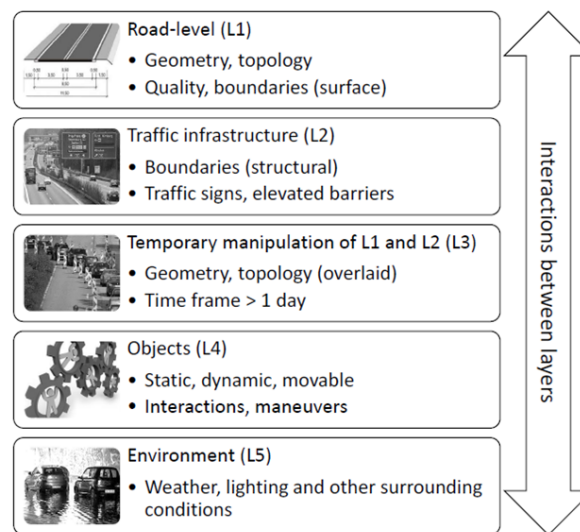 Road-level (L1)
• Geometry, topology
• Quality, boundaries (surface)
Traffic infrastructure (L2)
• Boundaries (structural)
• Traffic signs, elevated barriers
Temporary manipulation of L1 and L2 (L3)
• Geometry, topology (overlaid)
• Time frame > 1 day
Objects (L4)
• Static, dynamic, movable
• Interactions, maneuvers
Environment (L5)
• Weather, lighting and other surrounding
conditions
Interactions between layers